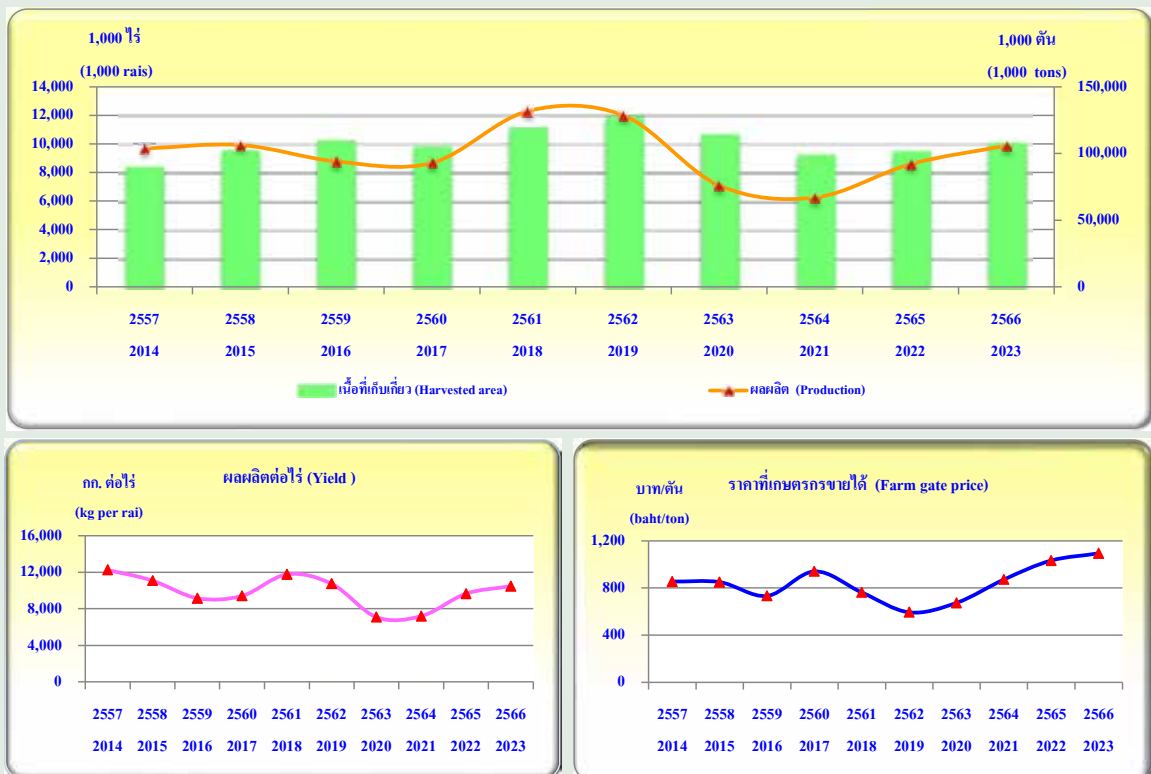 1,000 ไร่
(1,000 rais)
1,000 ตัน
(1,000 tons)
14,000
12,000
10,000
8,000
6,000
4,000
2,000
0
150,000
100,000
50,000
0
2557 2558 2559 2560 2561 2562 2563 2564 2565 2566
2014 2015 2016 2017 2018 2019 2020 2021 2022 2023
เนื้อที่เก็บเกี่ยว (Harvested area) ผลผลิต (Production)
ผลผลิตต่อไร่ (Yield )
กก. ต่อไร่
(kg per rai)
16,000
12,000
8,000
4,000
0
2557 2558 2559 2560 2561 2562 2563 2564 2565 2566
2014 2015 2016 2017 2018 2019 2020 2021 2022 2023
ราคาที่เกษตรกรขายได้ (Farm gate price)
บาท/ตัน
(baht/ton)
1,200
800
400
0
2557 2558 2559 2560 2561 2562 2563 2564 2565 2566
2014 2015 2016 2017 2018 2019 2020 2021 2022 2023